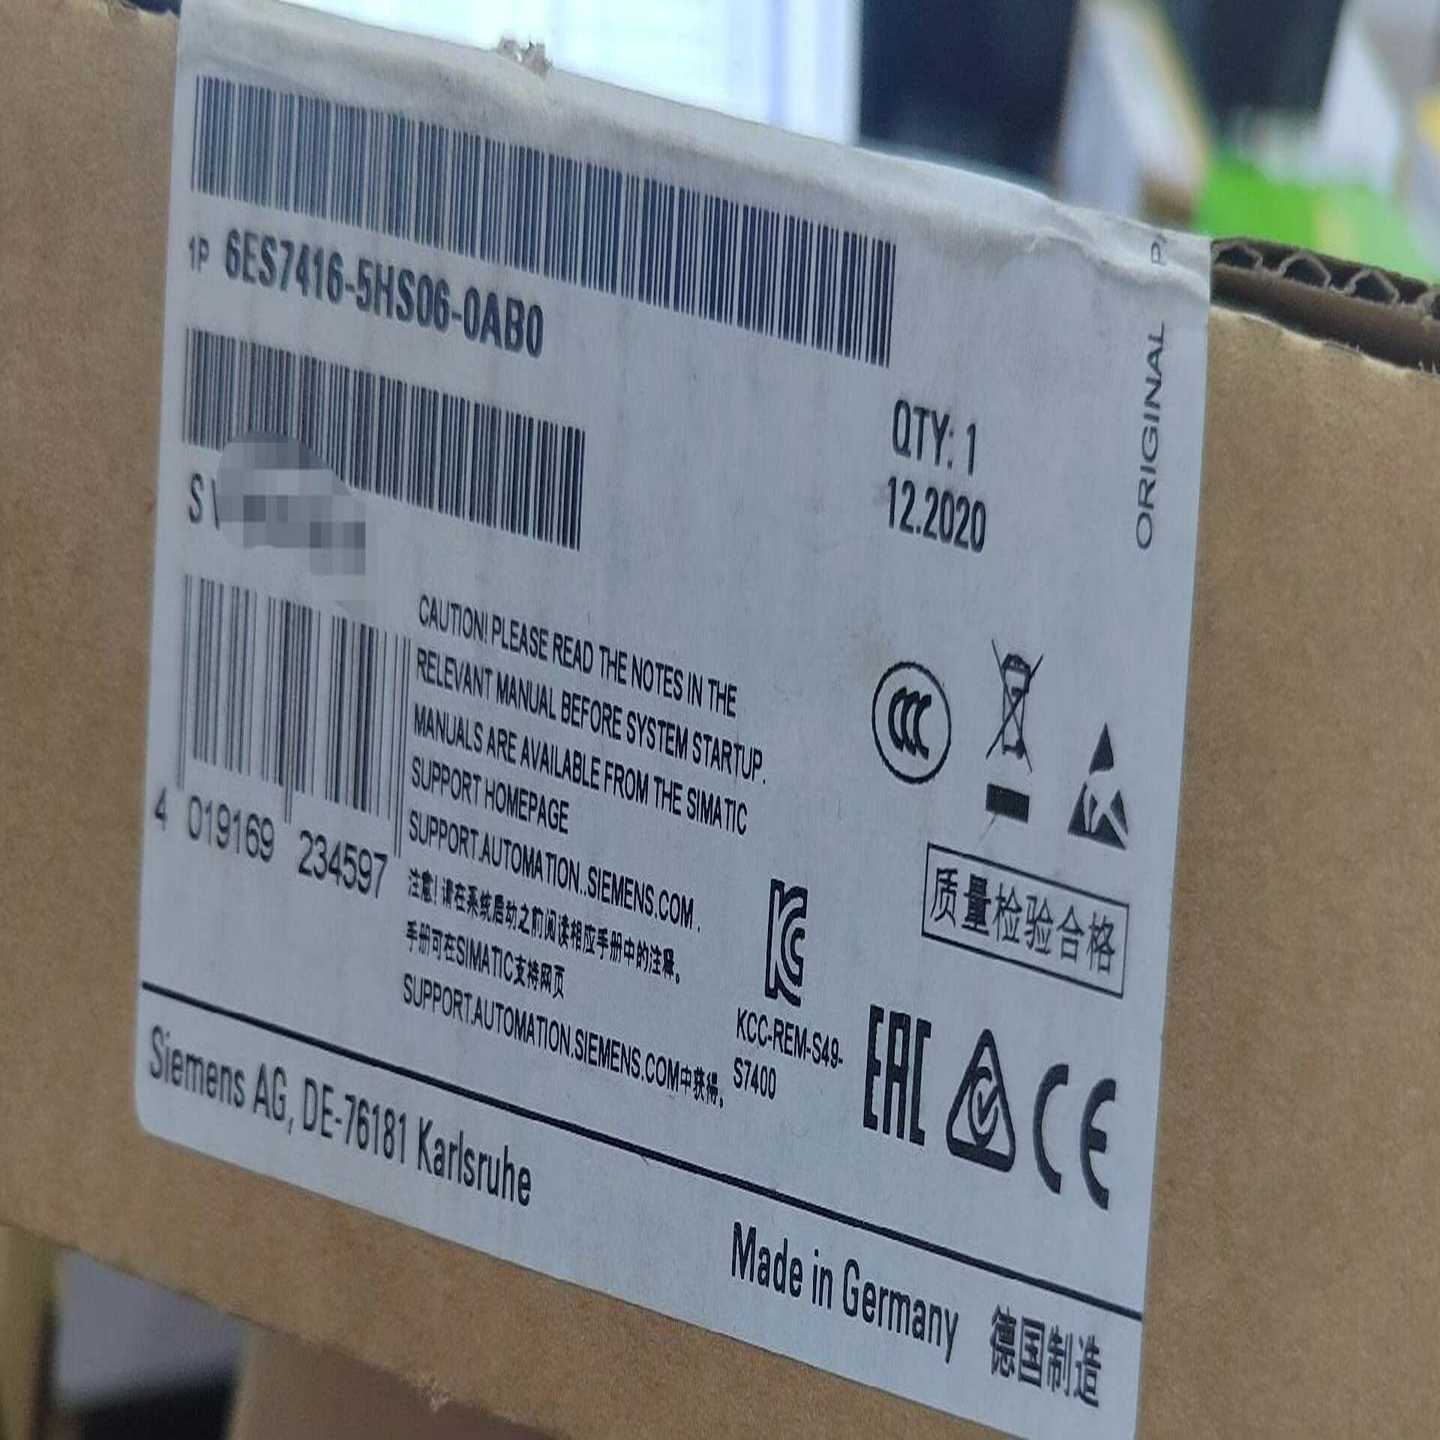 1P 6ES7416-5HS06-0AB0
S
QTY: 1
12.2020
ORIGINAL
4 019169 234597
CAUTION! PLEASE READ THE NOTES IN THE
RELEVANT MANUAL BEFORE SYSTEM STARTUP.
MANUALS ARE AVAILABLE FROM THE SIMATIC
SUPPORT HOMEPAGE
SUPPORT.AUTOMATION..SIEMENS.COM.
注意!请在系统启动之前阅读相应手册中的注释。
手册可在SIMATIC支持网页
SUPPORT.AUTOMATION.SIEMENS.COM中获得。
CCC
质量检验合格
KCC-REM-S49-
S7400
EAC
CE
Siemens AG, DE-76181 Karlsruhe
Made in Germany 德国制造